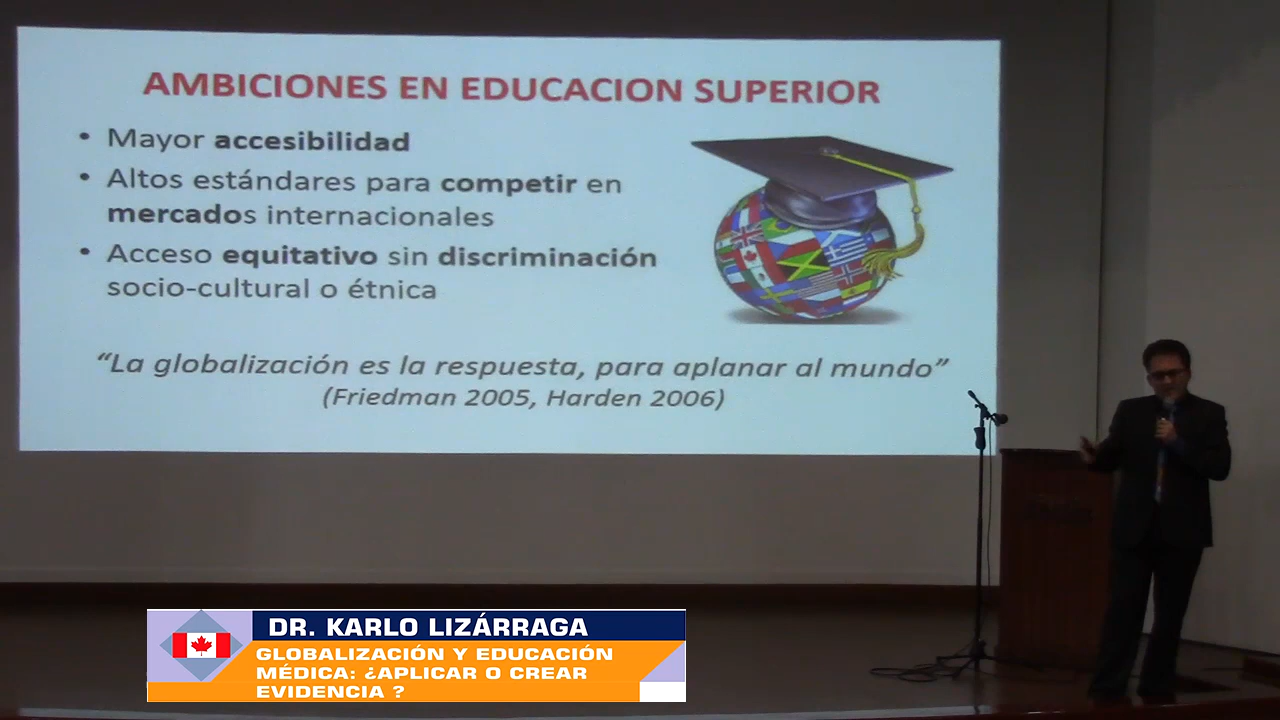 AMBICIONES EN EDUCACION SUPERIOR
• Mayor accesibilidad
• Altos estándares para competir en
mercados internacionales
• Acceso equitativo sin discriminación
socio-cultural o étnica
“La globalización es la respuesta, para aplanar al mundo”
(Friedman 2005, Harden 2006)
DR. KARLO LIZÁRRAGA
GLOBALIZACIÓN Y EDUCACIÓN
MÉDICA: ¿APLICAR O CREAR
EVIDENCIA ?